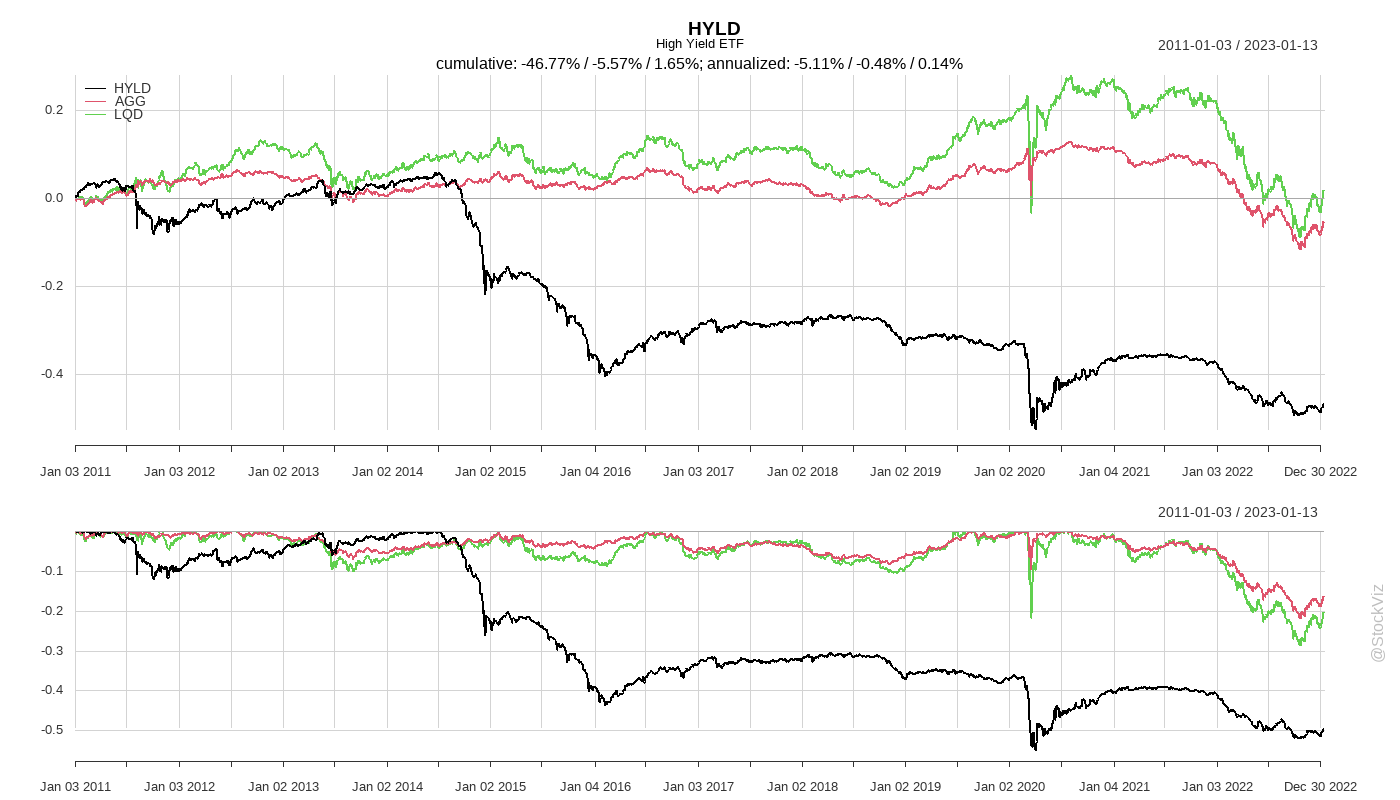 HYLD
High Yield ETF
2011-01-03 / 2023-01-13
cumulative: -46.77% / -5.57% / 1.65%; annualized: -5.11% / -0.48% / 0.14%
HYLD
AGG
LQD
0.2
0.0
-0.2
-0.4
Jan 03 2011 Jan 03 2012 Jan 02 2013 Jan 02 2014 Jan 02 2015 Jan 04 2016 Jan 03 2017 Jan 02 2018 Jan 02 2019 Jan 02 2020 Jan 04 2021 Jan 03 2022 Dec 30 2022
2011-01-03 / 2023-01-13
-0.1
-0.2
-0.3
-0.4
-0.5
Jan 03 2011 Jan 03 2012 Jan 02 2013 Jan 02 2014 Jan 02 2015 Jan 04 2016 Jan 03 2017 Jan 02 2018 Jan 02 2019 Jan 02 2020 Jan 04 2021 Jan 03 2022 Dec 30 2022
@StockViz